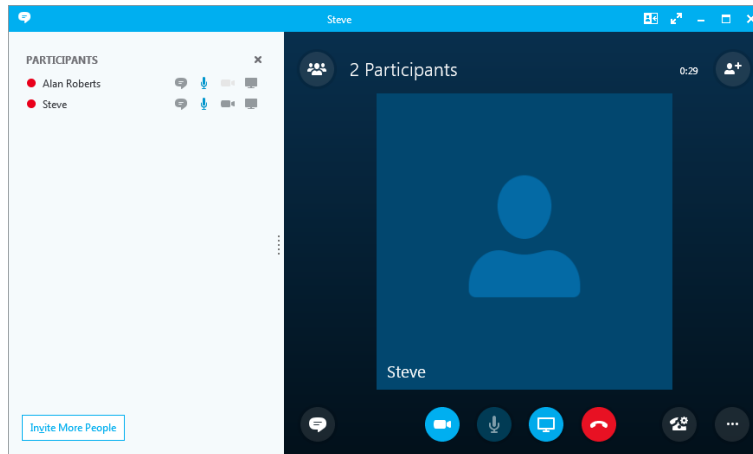 Steve
PARTICIPANTS
Alan Roberts
Steve
Invite More People
2 Participants
0:29
Steve